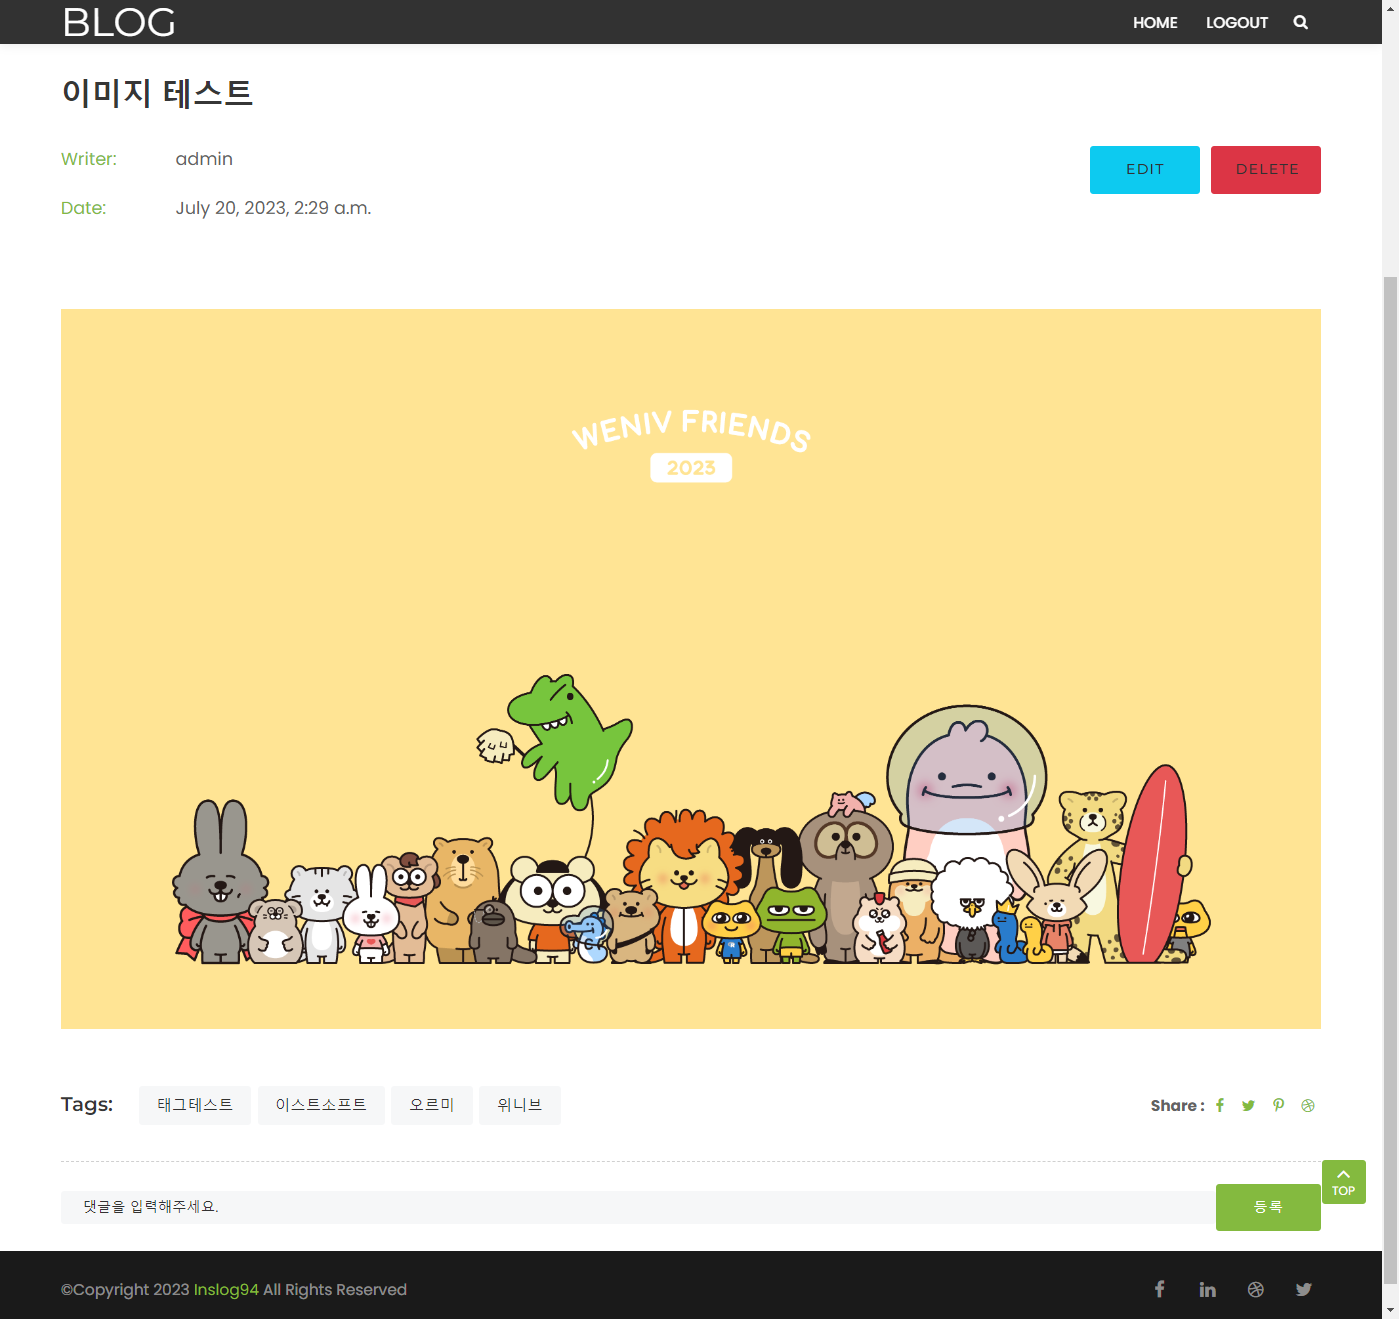 BLOG
HOME LOGOUT
이미지 테스트
Writer: admin
EDIT DELETE
Date: July 20, 2023, 2:29 a.m.
WENIV FRIENDS
2023
Tags: 태그테스트 이스트소프트 오르미 위니브
Share :
TOP
댓글을 입력해주세요. 등록
©Copyright 2023 Inslog94 All Rights Reserved